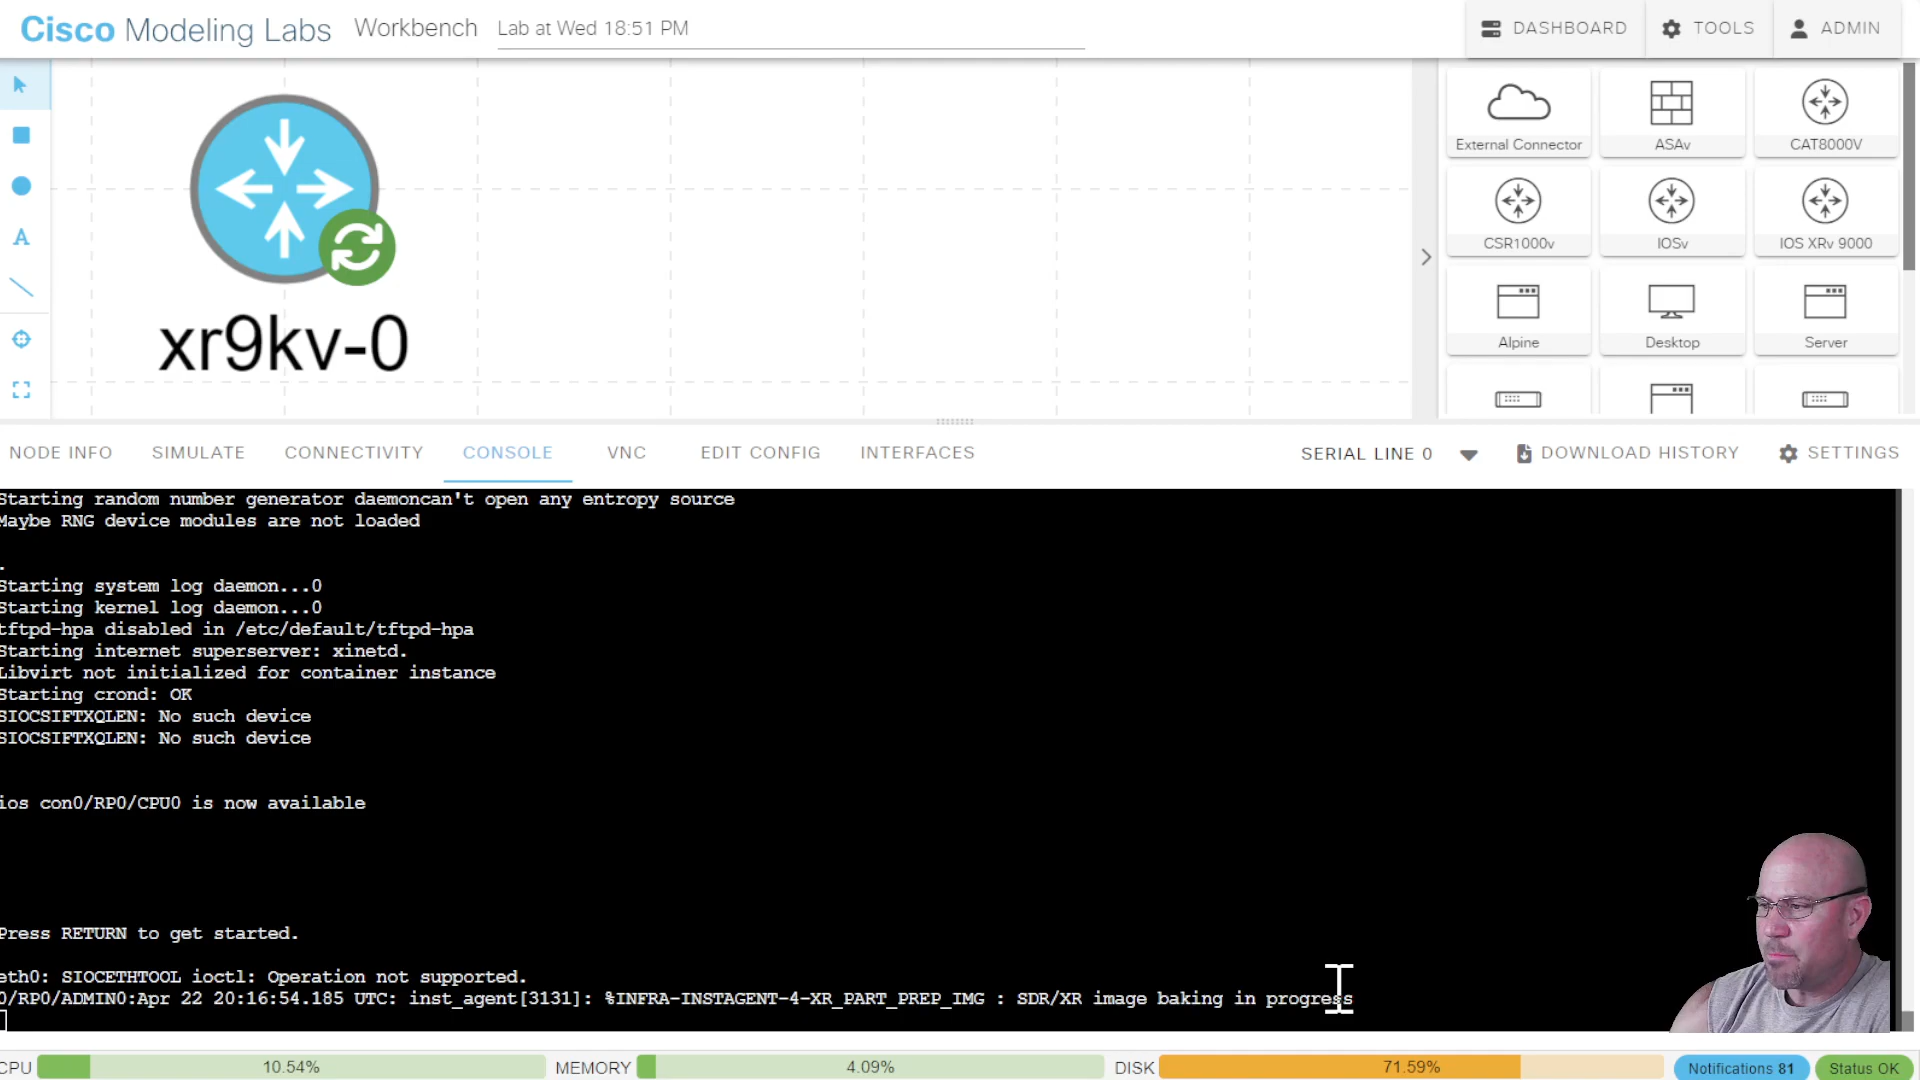 Cisco Modeling Labs Workbench Lab at Wed 18:51 PM DASHBOARD TOOLS ADMIN
External Connector ASAv CAT8000V
CSR1000v IOSv IOS XRv 9000
Alpine Desktop Server
A
xr9kv-0
NODE INFO SIMULATE CONNECTIVITY CONSOLE VNC EDIT CONFIG INTERFACES SERIAL LINE 0 DOWNLOAD HISTORY SETTINGS
Starting random number generator daemoncan't open any entropy source
Maybe RNG device modules are not loaded
.
Starting system log daemon...0
Starting kernel log daemon...0
tftpd-hpa disabled in /etc/default/tftpd-hpa
Starting internet superserver: xinetd.
Libvirt not initialized for container instance
Starting crond: OK
SIOCSIFTXQLEN: No such device
SIOCSIFTXQLEN: No such device
ios con0/RP0/CPU0 is now available
Press RETURN to get started.
eth0: SIOCETHTOOL ioctl: Operation not supported.
0/RP0/ADMIN0:Apr 22 20:16:54.185 UTC: inst_agent[3131]: %INFRA-INSTAGENT-4-XR_PART_PREP_IMG : SDR/XR image baking in progress
CPU 10.54% MEMORY 4.09% DISK 71.59% Notifications 81 Status OK